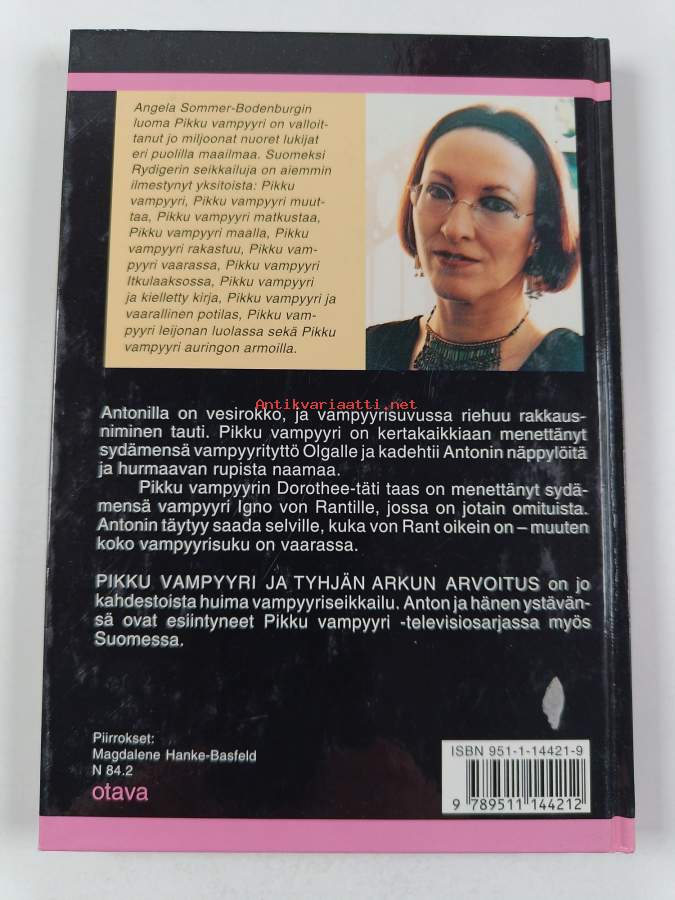 Angela Sommer-Bodenburgin
luoma Pikku vampyyri on valloit-
tanut jo miljoonat nuoret lukijat
eri puolilla maailmaa. Suomeksi
Rydigerin seikkailuja on aiemmin
ilmestynyt yksitoista: Pikku
vampyyri, Pikku vampyyri muut-
taa, Pikku vampyyri matkustaa,
Pikku vampyyri maalla, Pikku
vampyyri rakastuu, Pikku vam-
pyyri vaarassa, Pikku vampyyri
Itkulaaksossa, Pikku vampyyri
ja kielletty kirja, Pikku vampyyri ja
vaarallinen potilas, Pikku vam-
pyyri leijonan luolassa sekä Pikku
vampyyri auringon armoilla.
Antikvariaatti.net
Antonilla on vesirokko, ja vampyyrisuvussa riehuu rakkaus-
niminen tauti. Pikku vampyyri on kertakaikkiaan menettänyt
sydämensä vampyyrityttö Olgalle ja kadehtii Antonin näppylöitä
ja hurmaavan rupista naamaa.
Pikku vampyyrin Dorothee-täti taas on menettänyt sydä-
mensä vampyyri Igno von Rantille, jossa on jotain omituista.
Antonin täytyy saada selville, kuka von Rant oikein on – muuten
koko vampyyrisuku on vaarassa.
PIKKU VAMPYYRI JA TYHJÄN ARKUN ARVOITUS on jo
kahdestoista huima vampyyriseikkailu. Anton ja hänen ystävän-
sä ovat esiintyneet Pikku vampyyri -televisiosarjassa myös
Suomessa.
Piirrokset:
Magdalene Hanke-Basfeld
N 84.2
otava
ISBN 951-1-14421-9
9 789511 144212